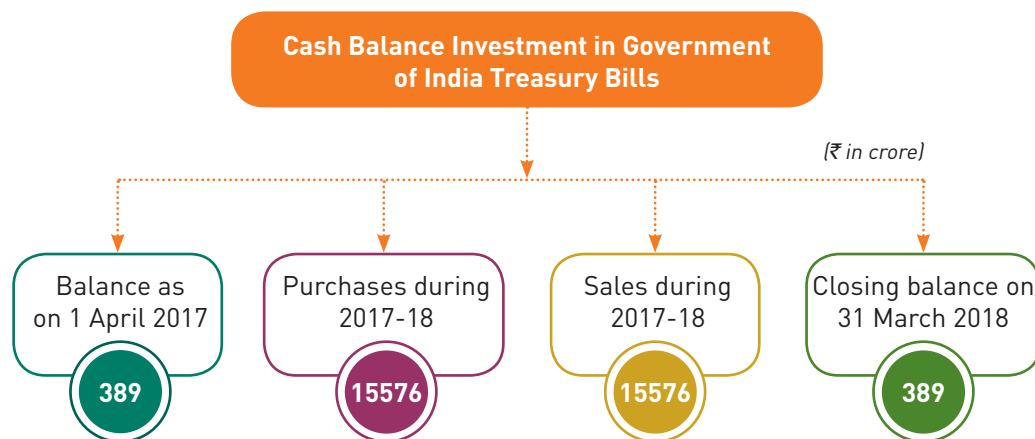 Cash Balance Investment in Government
of India Treasury Bills
(₹ in crore)
Balance as
on 1 April 2017
389
Purchases during
2017-18
15576
Sales during
2017-18
15576
Closing balance on
31 March 2018
389